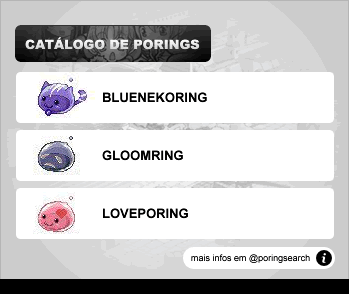 CATÁLOGO DE PORINGS
BLUENEKORING
GLOOMRING
LOVEPORING
mais infos em @poringsearch i